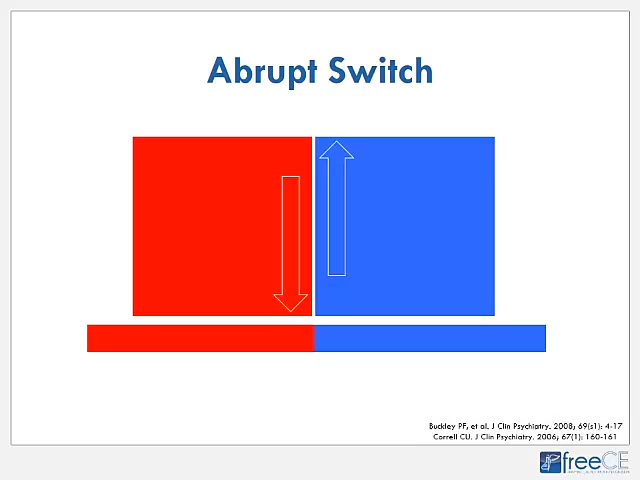 Abrupt Switch
Buckley PF, et al. J Clin Psychiatry. 2008; 69(s1): 4-17
Correll CU. J Clin Psychiatry. 2006; 67(1): 160-161
freeCE